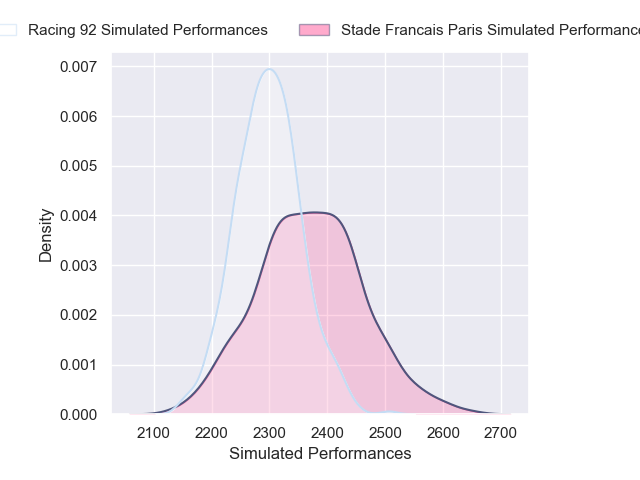 Racing 92 Simulated Performances
Stade Francais Paris Simulated Performance
0.007
0.006
0.005
0.004
0.003
0.002
0.001
0.000
Density
2100 2200 2300 2400 2500 2600 2700
Simulated Performances